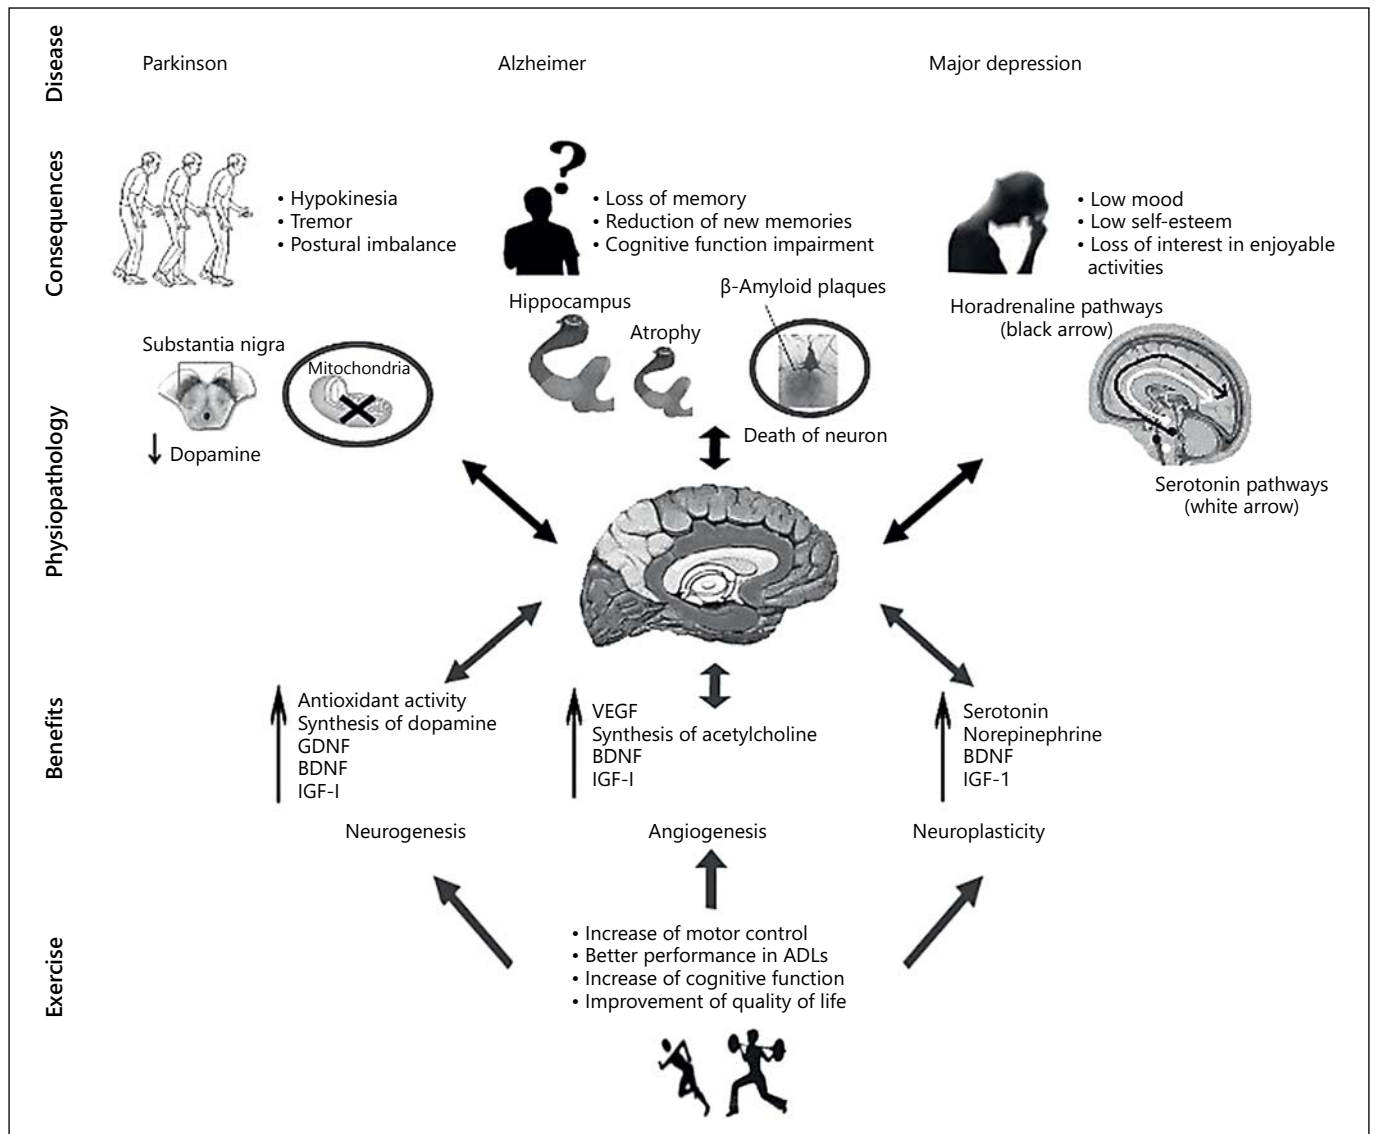 Disease
Parkinson
Alzheimer
Major depression
Consequences
• Hypokinesia
• Tremor
• Postural imbalance
?
• Loss of memory
• Reduction of new memories
• Cognitive function impairment
• Low mood
• Low self-esteem
• Loss of interest in enjoyable
activities
Physiopathology
Substantia nigra
Mitochondria
↓ Dopamine
Hippocampus
Atrophy
β-Amyloid plaques
Death of neuron
Horadrenaline pathways
(black arrow)
Serotonin pathways
(white arrow)
Benefits
Antioxidant activity
Synthesis of dopamine
GDNF
BDNF
IGF-I
VEGF
Synthesis of acetylcholine
BDNF
IGF-I
Serotonin
Norepinephrine
BDNF
IGF-1
Neurogenesis
Angiogenesis
Neuroplasticity
Exercise
• Increase of motor control
• Better performance in ADLs
• Increase of cognitive function
• Improvement of quality of life